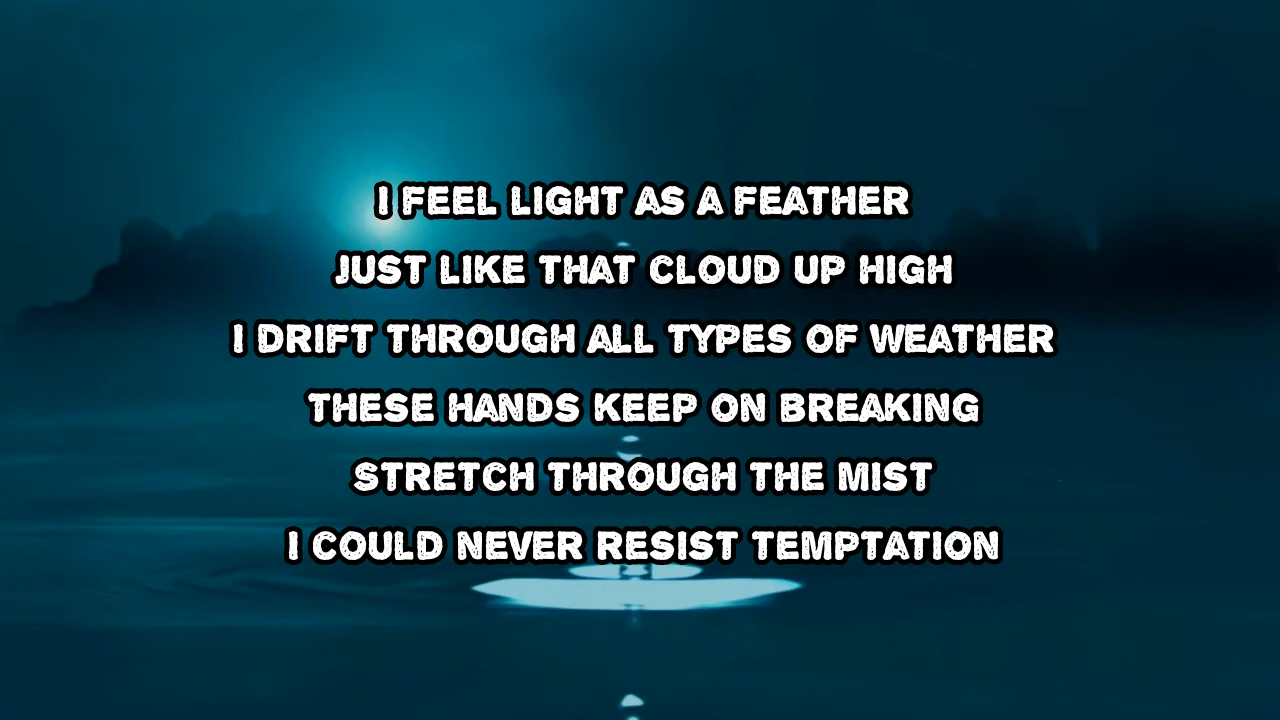 I FEEL LIGHT AS A FEATHER
JUST LIKE THAT CLOUD UP HIGH
I DRIFT THROUGH ALL TYPES OF WEATHER
THESE HANDS KEEP ON BREAKING
STRETCH THROUGH THE MIST
I COULD NEVER RESIST TEMPTATION